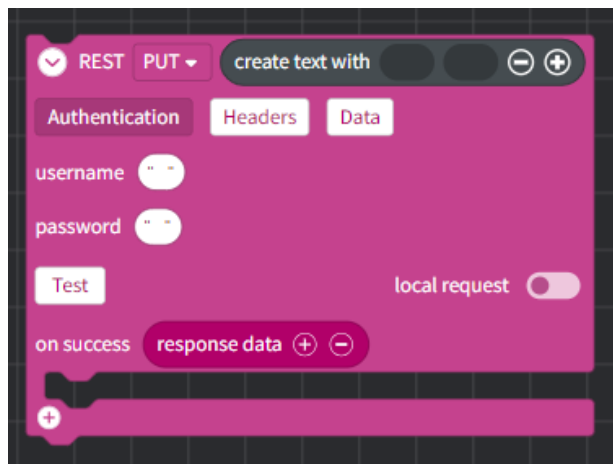 REST PUT create text with
Authentication Headers Data
username " "
password " "
Test local request
on success response data